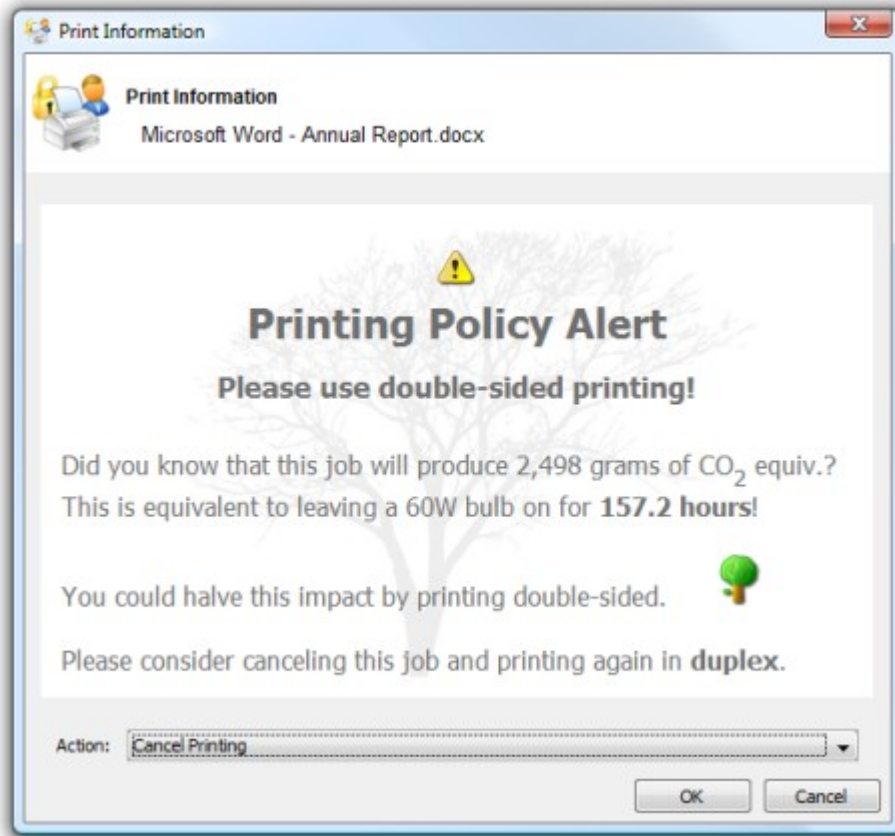 Print Information
Print Information
Microsoft Word - Annual Report.docx
Printing Policy Alert
Please use double-sided printing!
Did you know that this job will produce 2,498 grams of CO₂ equiv.?
This is equivalent to leaving a 60W bulb on for 157.2 hours!
You could halve this impact by printing double-sided.
Please consider canceling this job and printing again in duplex.
Action: Cancel Printing
OK Cancel